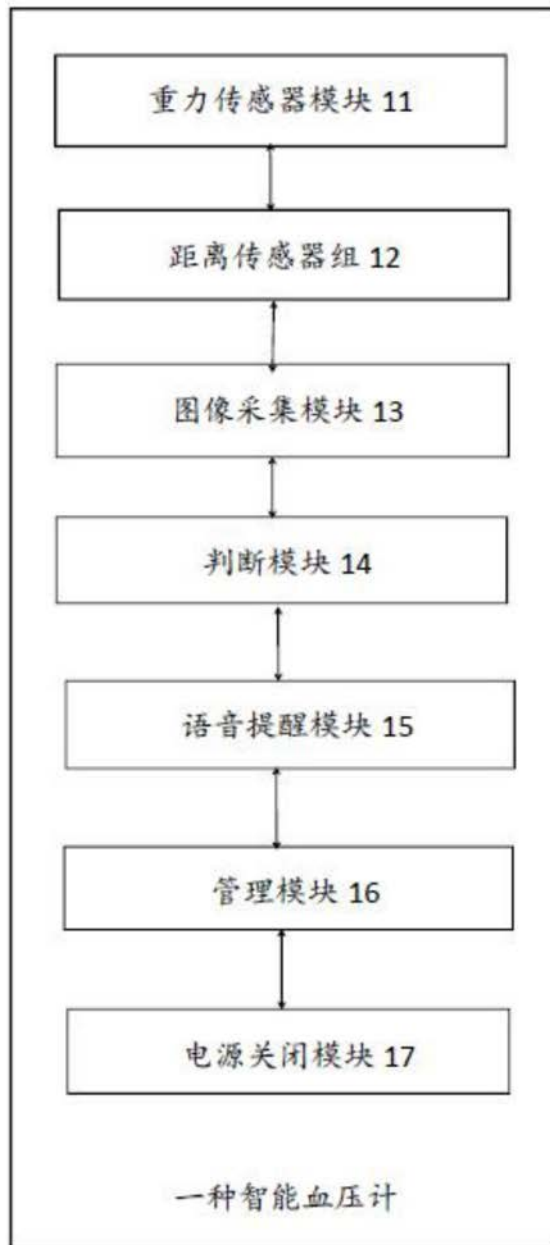 重力传感器模块 11
距离传感器组 12
图像采集模块 13
判断模块 14
语音提醒模块 15
管理模块 16
电源关闭模块 17
一种智能血压计